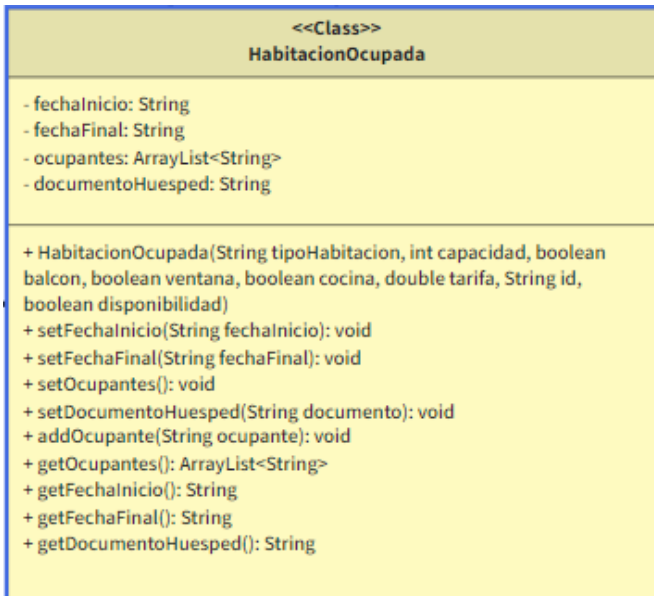 <<Class>>
HabitacionOcupada
- fechaInicio: String
- fechaFinal: String
- ocupantes: ArrayList<String>
- documentoHuesped: String
+ HabitacionOcupada(String tipoHabitacion, int capacidad, boolean
balcon, boolean ventana, boolean cocina, double tarifa, String id,
boolean disponibilidad)
+ setFechaInicio(String fechaInicio): void
+ setFechaFinal(String fechaFinal): void
+ setOcupantes(): void
+ setDocumentoHuesped(String documento): void
+ addOcupante(String ocupante): void
+ getOcupantes(): ArrayList<String>
+ getFechaInicio(): String
+ getFechaFinal(): String
+ getDocumentoHuesped(): String